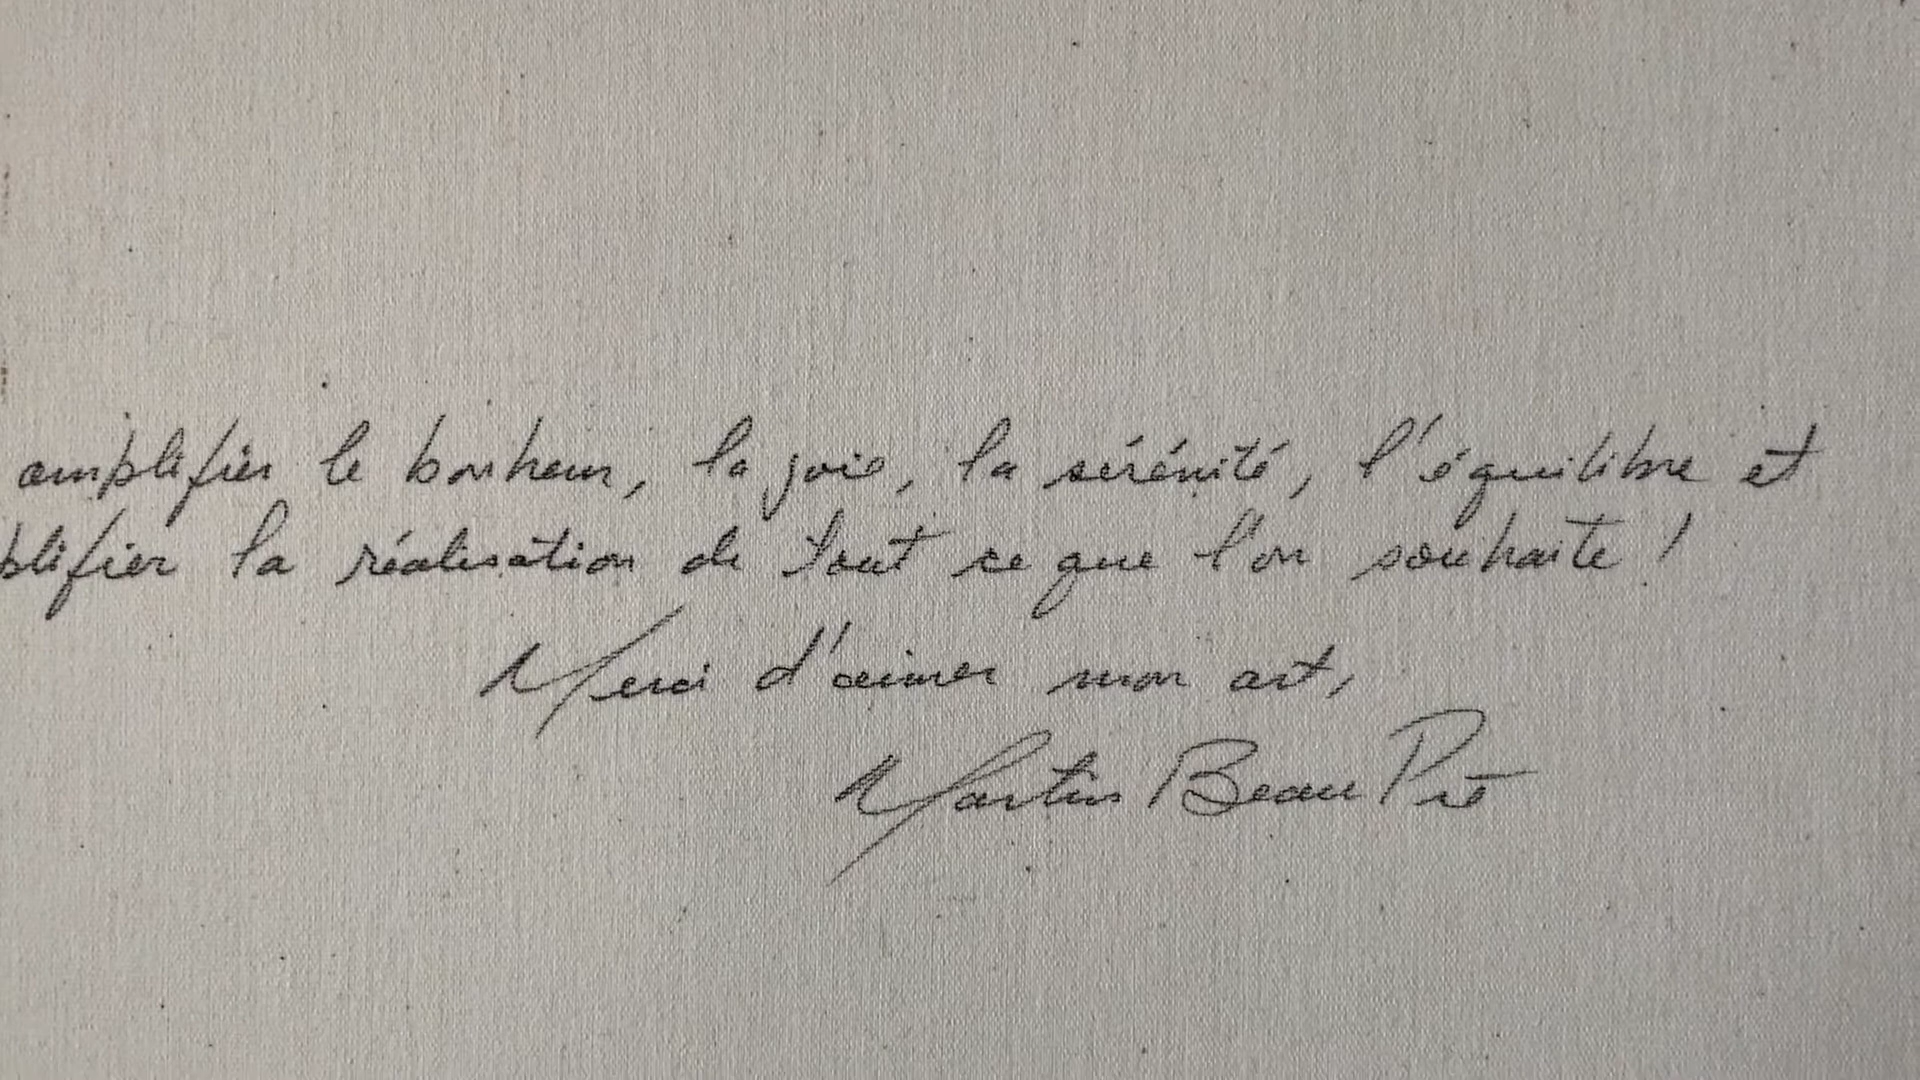 amplifier le bonheur, la joie, la sérénité, l'équilibre et
plifier la réalisation de tout ce que l'on souhaite !
Merci d'aimer mon art,
Martin BeauPré